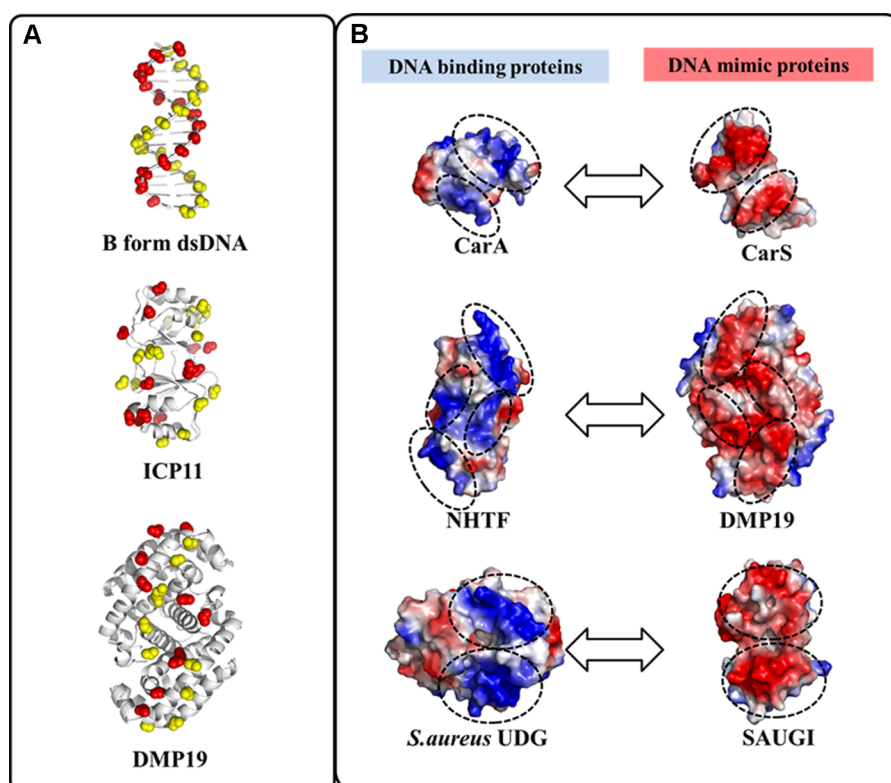 A
B form dsDNA
ICP11
DMP19
B
DNA binding proteins
DNA mimic proteins
CarA
CarS
NHTF
DMP19
S.aureus UDG
SAUGI